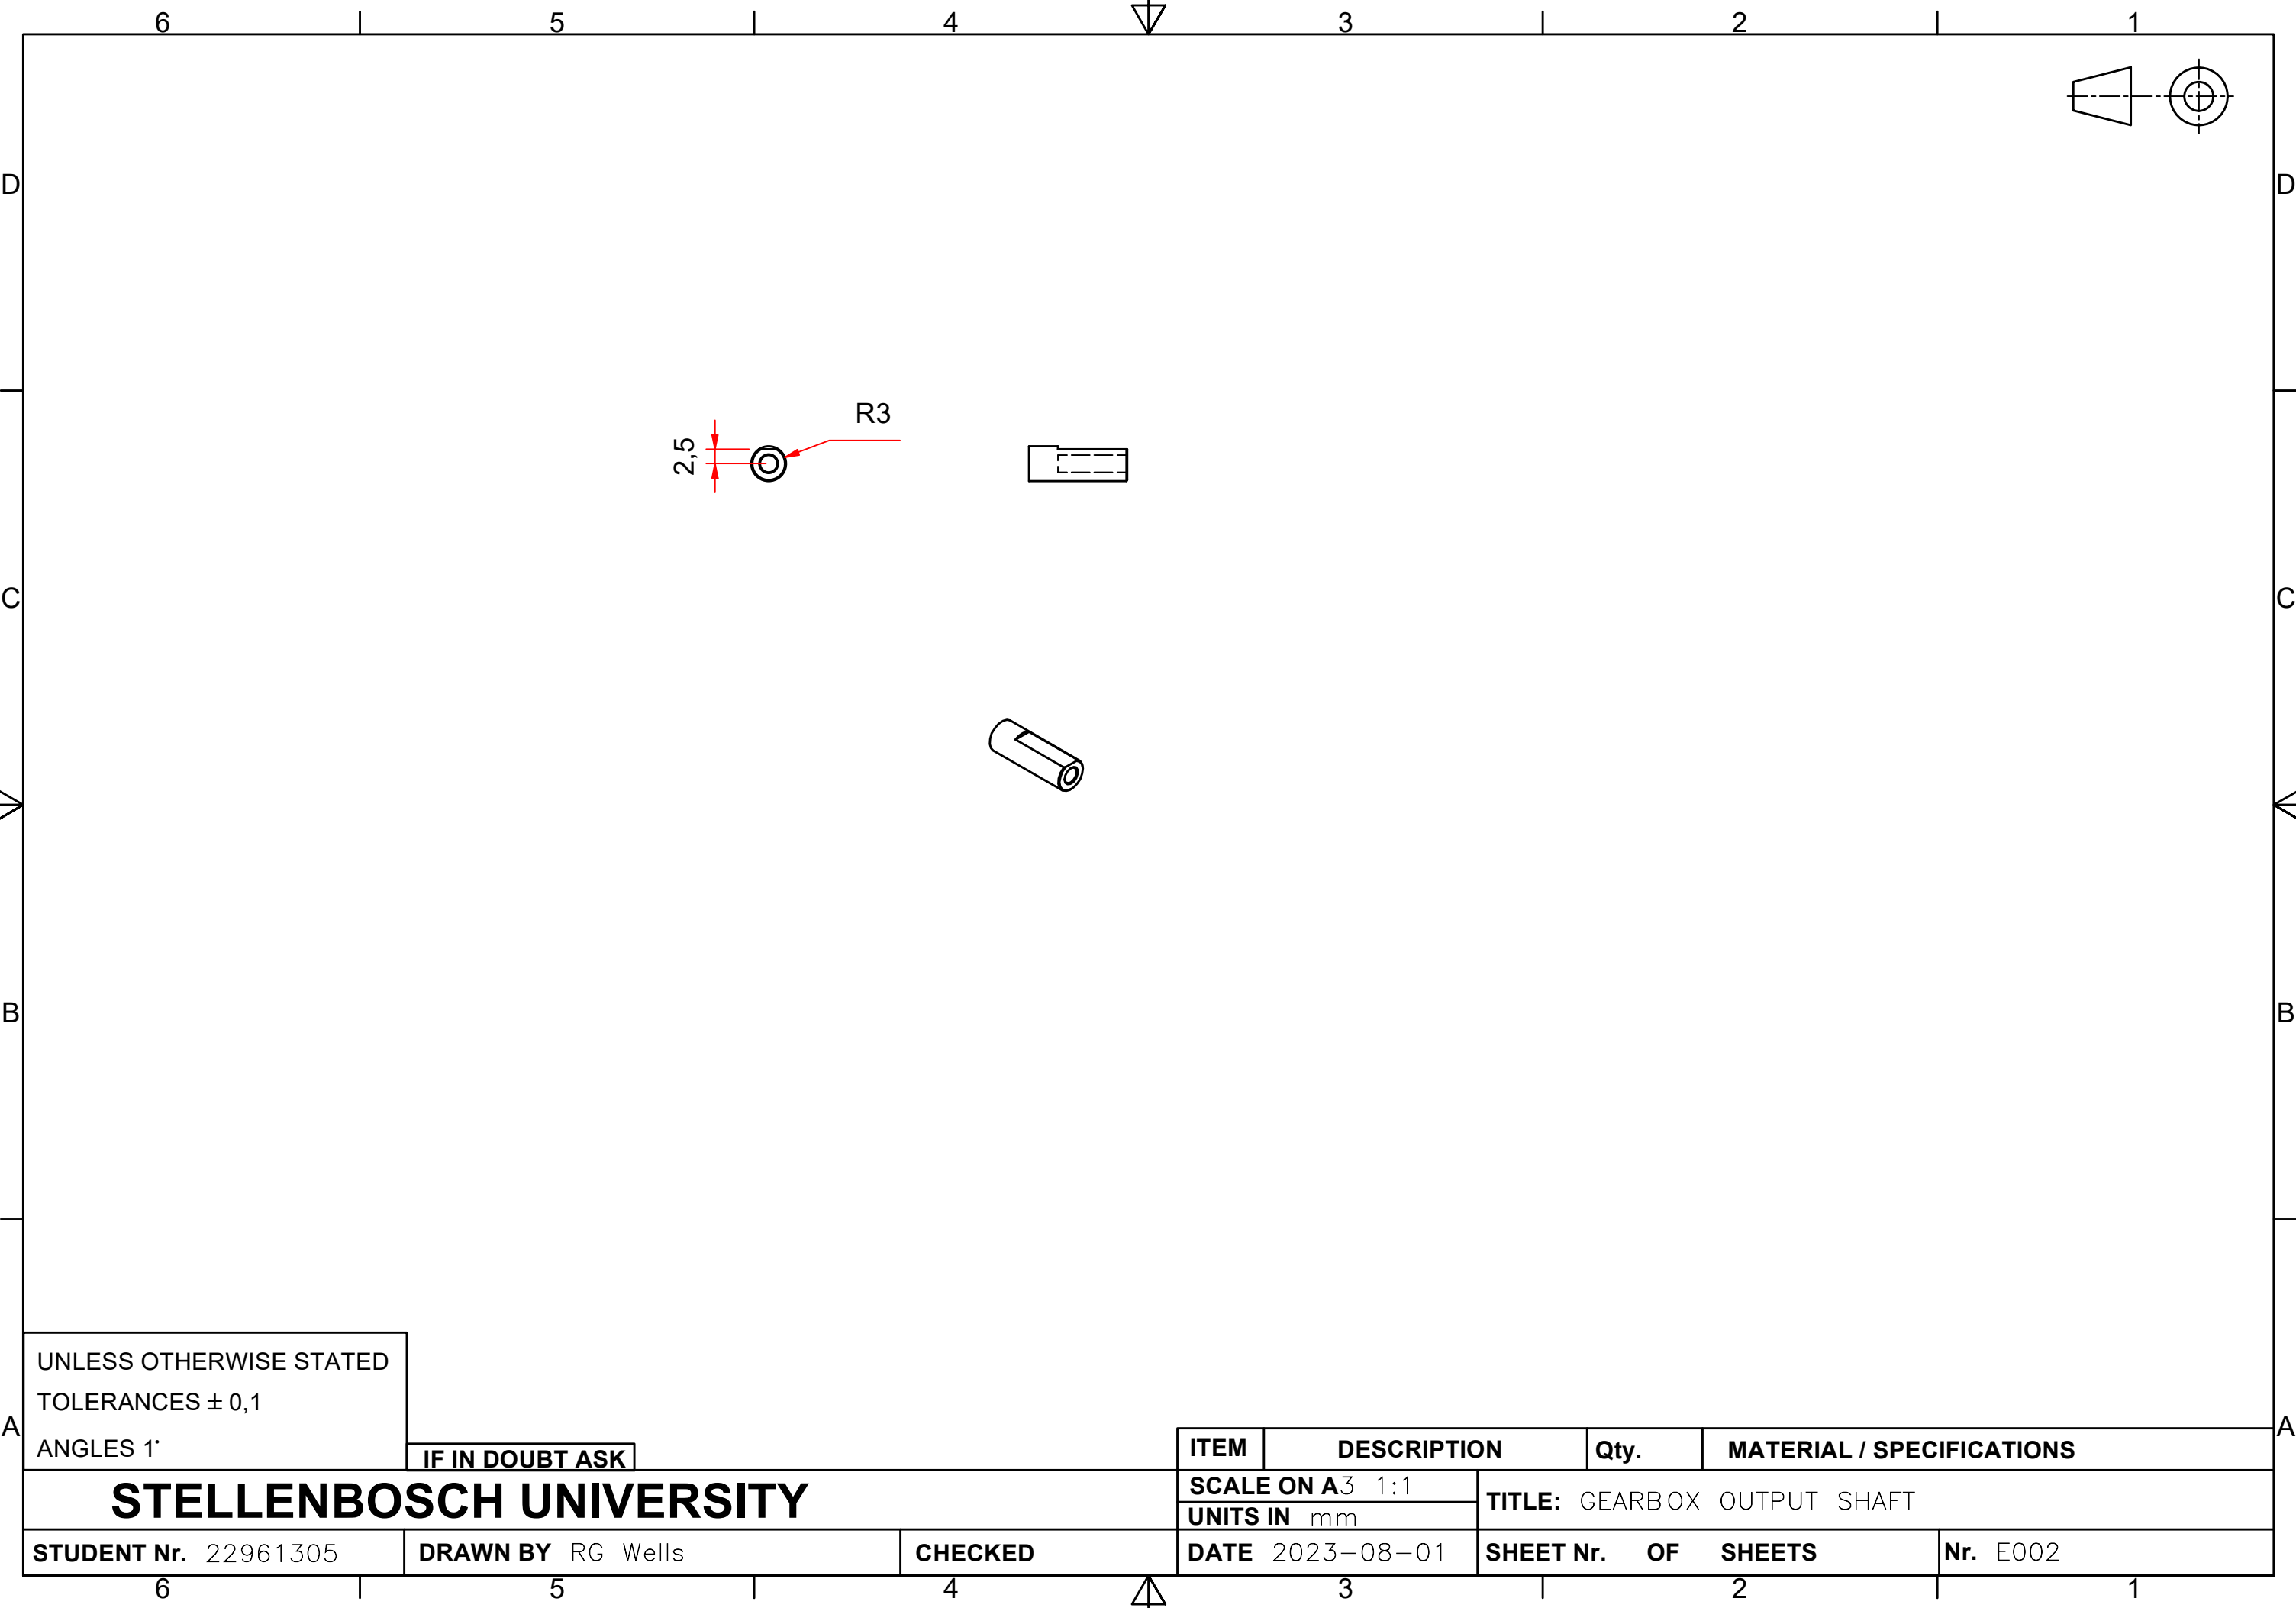 6 5 4 3 2 1
D D
R3
2,5
C C
B B
UNLESS OTHERWISE STATED
TOLERANCES ± 0,1
ANGLES 1°
A A
IF IN DOUBT ASK
ITEM DESCRIPTION Qty. MATERIAL / SPECIFICATIONS
STELLENBOSCH UNIVERSITY
SCALE ON A3 1:1
UNITS IN mm
TITLE: GEARBOX OUTPUT SHAFT
STUDENT Nr. 22961305 DRAWN BY RG Wells CHECKED DATE 2023-08-01 SHEET Nr. OF SHEETS Nr. E002
6 5 4 3 2 1